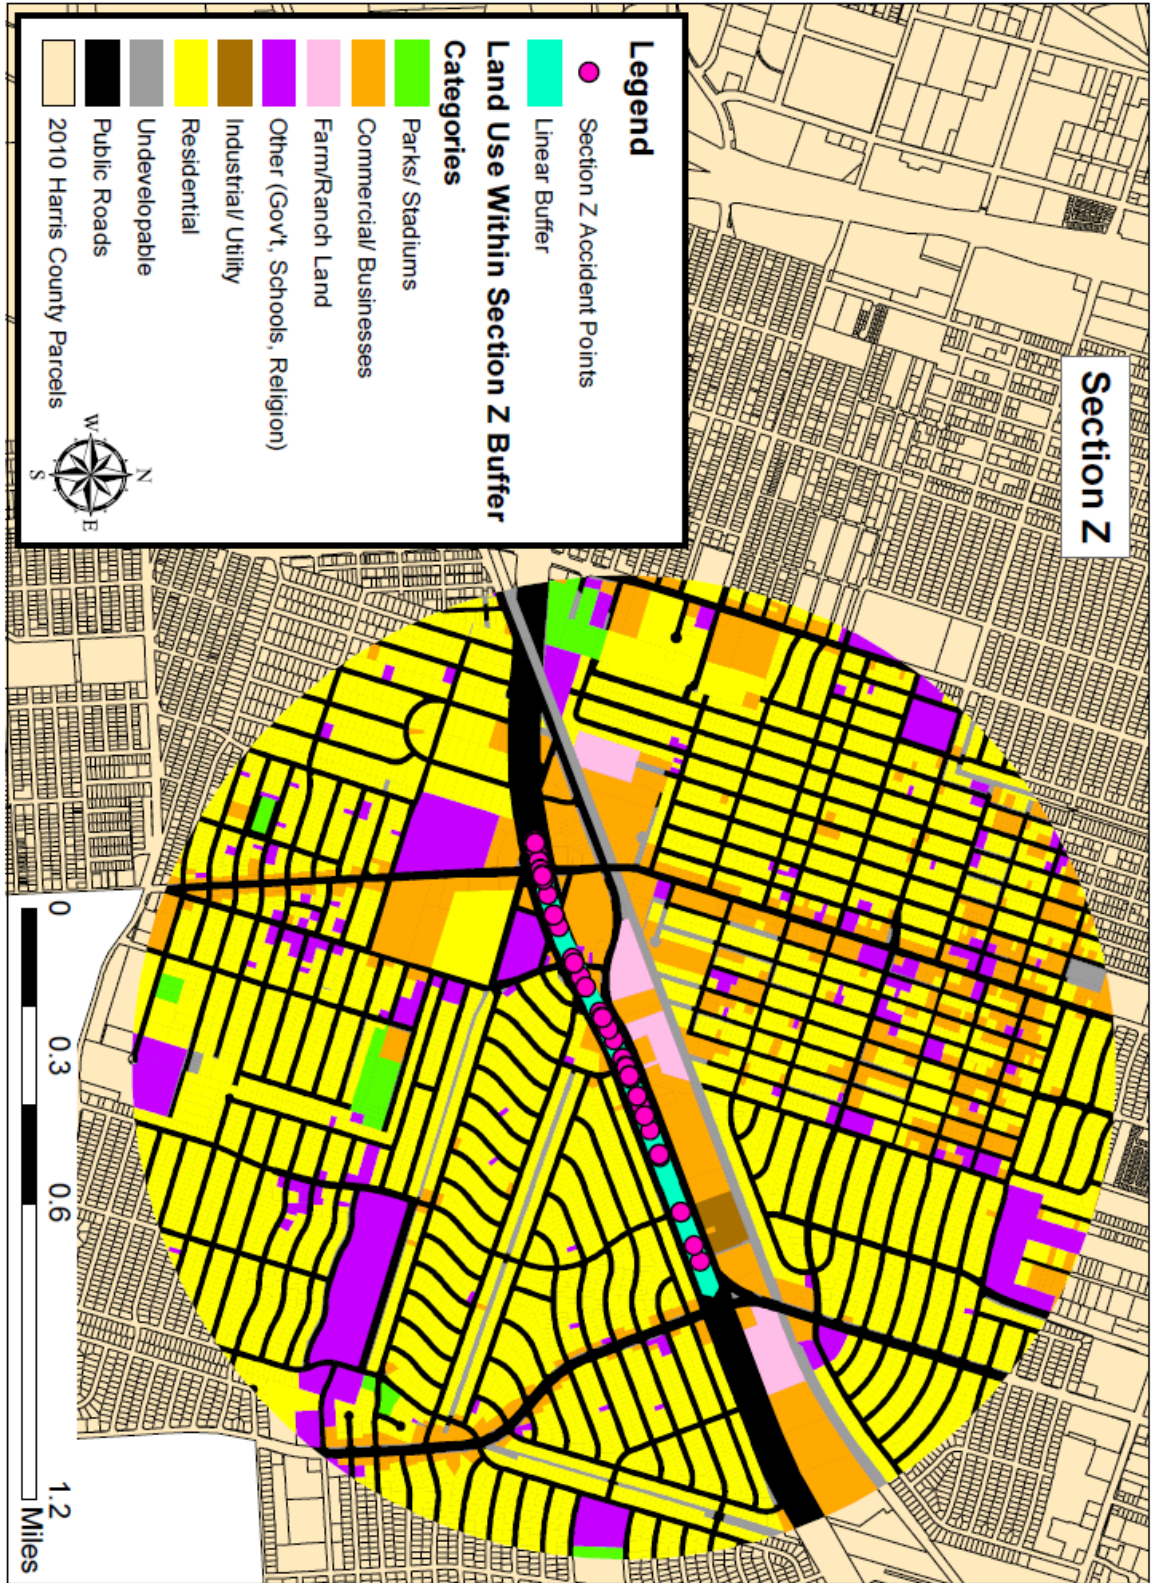 Section Z
Legend
Section Z Accident Points
Linear Buffer
Land Use Within Section Z Buffer
Categories
Parks/ Stadiums
Commercial/ Businesses
Farm/Ranch Land
Other (Gov't, Schools, Religion)
Industrial/ Utility
Residential
Undevelopable
Public Roads
2010 Harris County Parcels
N
W
E
S
0 0.3 0.6 1.2
Miles